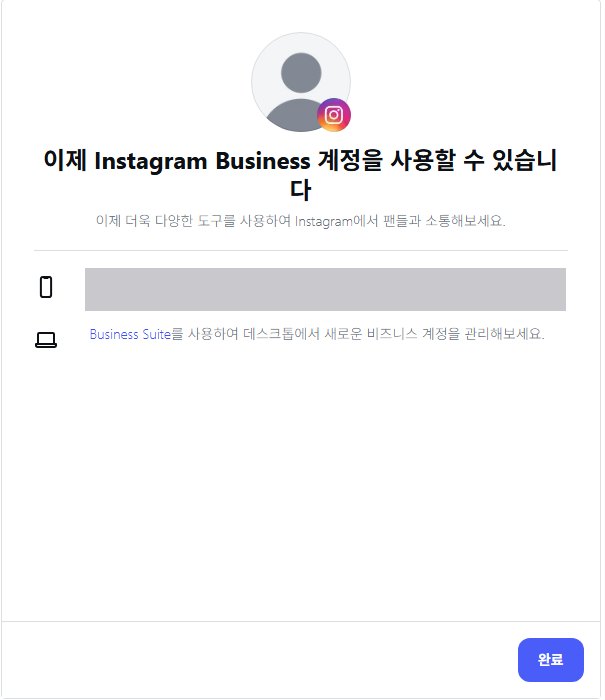 이제 Instagram Business 계정을 사용할 수 있습니
다
이제 더욱 다양한 도구를 사용하여 Instagram에서 팬들과 소통해보세요.
Business Suite를 사용하여 데스크톱에서 새로운 비즈니스 계정을 관리해보세요.
완료